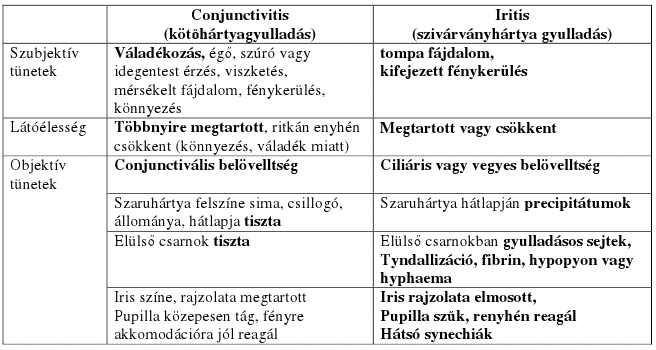 Conjunctivitis
(kötőhártyagyulladás)
Iritis
(szivárványhártya gyulladás)
Szubjektív
tünetek
Váladékozás, égő, szúró vagy
idegentest érzés, viszketés,
mérsékelt fájdalom, fénykerülés,
könnyezés
tompa fájdalom,
kifejezett fénykerülés
Látóélesség
Többnyire megtartott, ritkán enyhén
csökkent (könnyezés, váladék miatt)
Megtartott vagy csökkent
Objektív
tünetek
Conjunctivális belövelltség
Ciliáris vagy vegyes belövelltség
Szaruhártya felszíne sima, csillogó,
állománya, hátlapja tiszta
Szaruhártya hátlapján precipitátumok
Elülső csarnok tiszta
Elülső csarnokban gyulladásos sejtek,
Tyndallizáció, fibrin, hypopyon vagy
hyphaema
Iris színe, rajzolata megtartott
Pupilla közepesen tág, fényre
akkomodációra jól reagál
Iris rajzolata elmosott,
Pupilla szűk, renyhén reagál
Hátsó synechiák